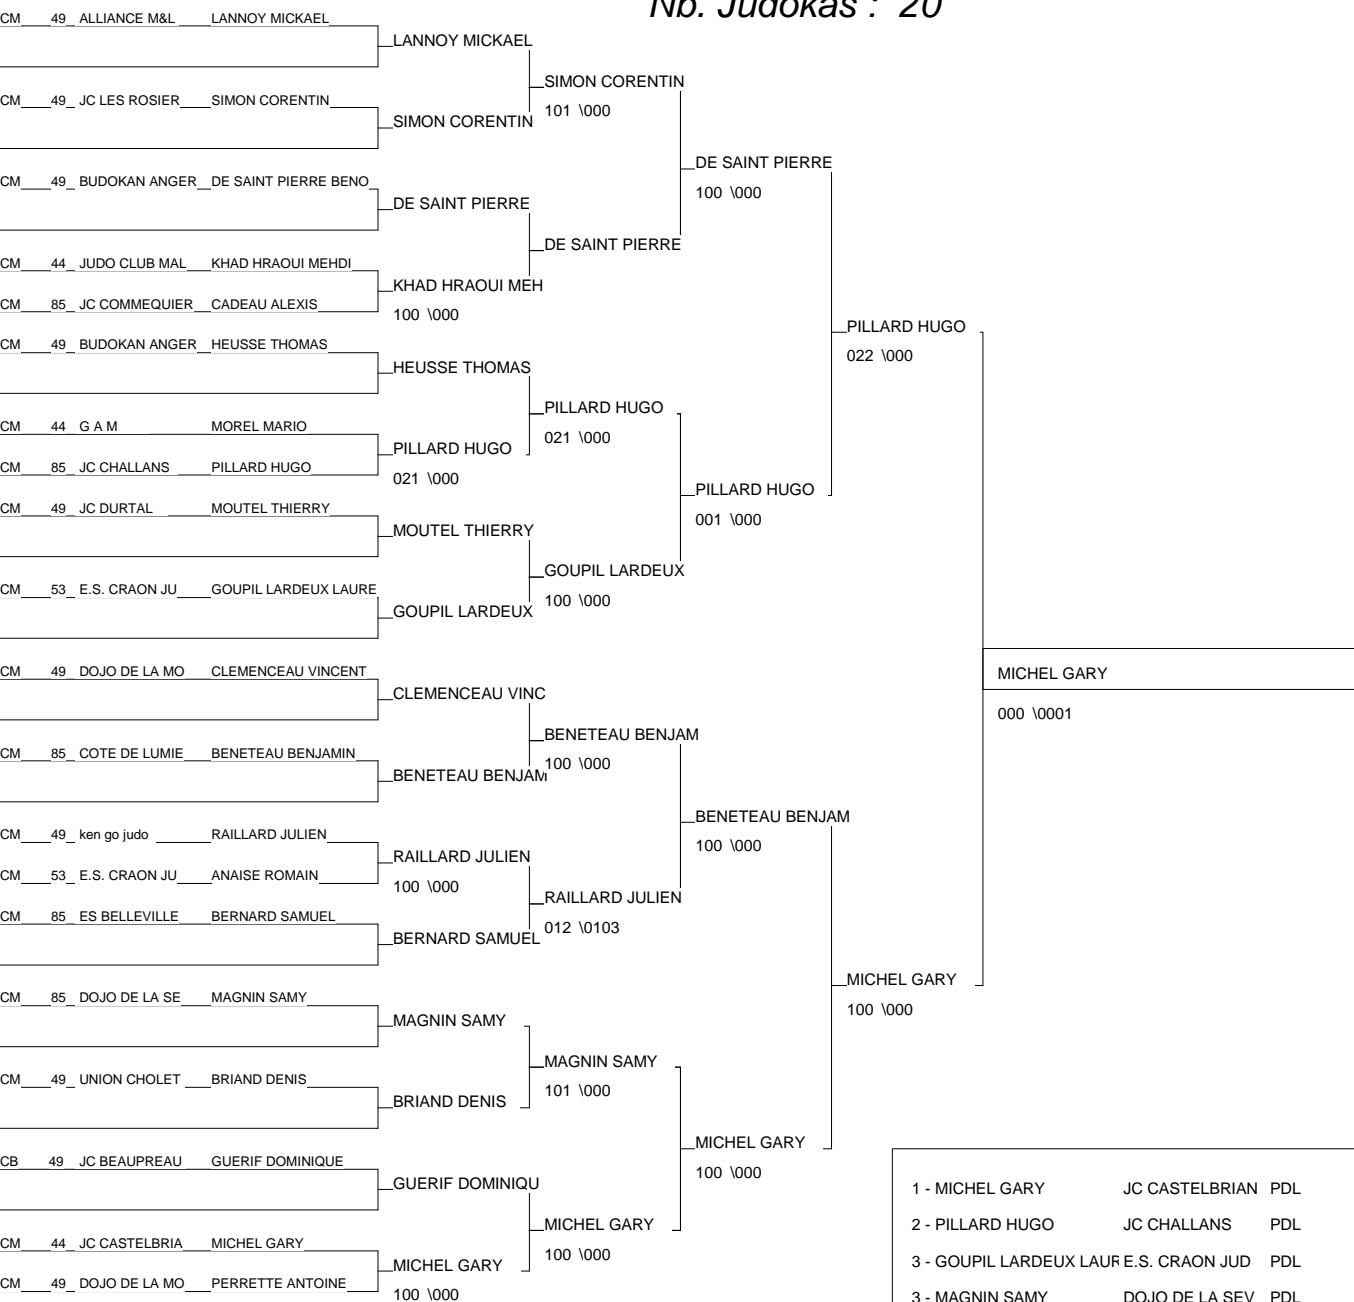 Nb. Judokas : 20
CM 49 ALLIANCE M&L LANNOY MICKAEL
LANNOY MICKAEL
SIMON CORENTIN
101 \000
CM 49 JC LES ROSIER SIMON CORENTIN
SIMON CORENTIN
DE SAINT PIERRE
100 \000
CM 49 BUDOKAN ANGER DE SAINT PIERRE BENO
DE SAINT PIERRE
DE SAINT PIERRE
CM 44 JUDO CLUB MAL KHAD HRAOUI MEHDI
KHAD HRAOUI MEH
CM 85 JC COMMEQUIER CADEAU ALEXIS
100 \000
PILLARD HUGO
022 \000
CM 49 BUDOKAN ANGER HEUSSE THOMAS
HEUSSE THOMAS
PILLARD HUGO
021 \000
CM 44 G A M MOREL MARIO
PILLARD HUGO
CM 85 JC CHALLANS PILLARD HUGO
021 \000
PILLARD HUGO
001 \000
CM 49 JC DURTAL MOUTEL THIERRY
MOUTEL THIERRY
GOUPIL LARDEUX
100 \000
CM 53 E.S. CRAON JU GOUPIL LARDEUX LAURE
GOUPIL LARDEUX
CM 49 DOJO DE LA MO CLEMENCEAU VINCENT
MICHEL GARY
000 \0001
CLEMENCEAU VINC
BENETEAU BENJAM
100 \000
CM 85 COTE DE LUMIE BENETEAU BENJAMIN
BENETEAU BENJAM
BENETEAU BENJAM
100 \000
CM 49 ken go judo RAILLARD JULIEN
RAILLARD JULIEN
CM 53 E.S. CRAON JU ANAISE ROMAIN
100 \000
RAILLARD JULIEN
012 \0103
CM 85 ES BELLEVILLE BERNARD SAMUEL
BERNARD SAMUEL
MICHEL GARY
100 \000
CM 85 DOJO DE LA SE MAGNIN SAMY
MAGNIN SAMY
MAGNIN SAMY
101 \000
CM 49 UNION CHOLET BRIAND DENIS
BRIAND DENIS
MICHEL GARY
100 \000
CB 49 JC BEAUPREAU GUERIF DOMINIQUE
GUERIF DOMINIQU
MICHEL GARY
100 \000
CM 44 JC CASTELBRIA MICHEL GARY
MICHEL GARY
CM 49 DOJO DE LA MO PERRETTE ANTOINE
100 \000
1 - MICHEL GARY JC CASTELBRIAN PDL
2 - PILLARD HUGO JC CHALLANS PDL
3 - GOUPIL LARDEUX LAUR E.S. CRAON JUD PDL
3 - MAGNIN SAMY DOJO DE LA SEV PDL